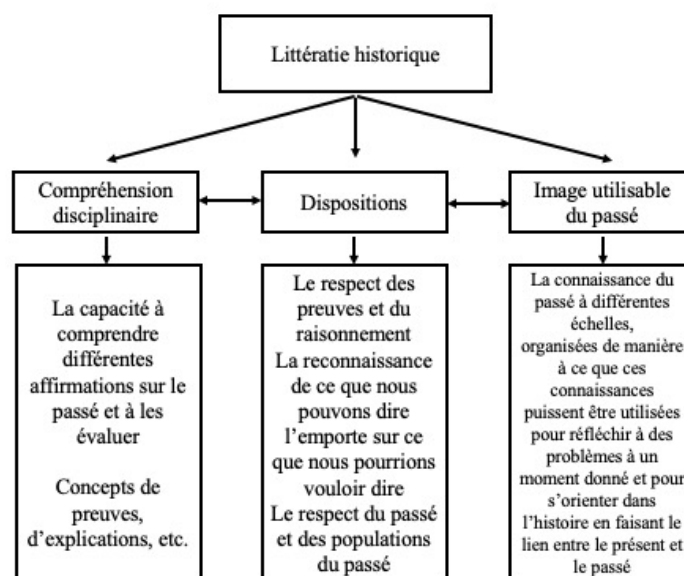 Littératie historique
Compréhension
disciplinaire
Dispositions
Image utilisable
du passé
La capacité à
comprendre
différentes
affirmations sur le
passé et à les
évaluer
Concepts de
preuves,
d'explications, etc.
Le respect des
preuves et du
raisonnement
La reconnaissance
de ce que nous
pouvons dire
l'emporte sur ce
que nous pourrions
vouloir dire
Le respect du passé
et des populations
du passé
La connaissance du
passé à différentes
échelles,
organisées de manière
à ce que ces
connaissances
puissent être utilisées
pour réfléchir à des
problèmes à un
moment donné et pour
s'orienter dans
l'histoire en faisant le
lien entre le présent et
le passé